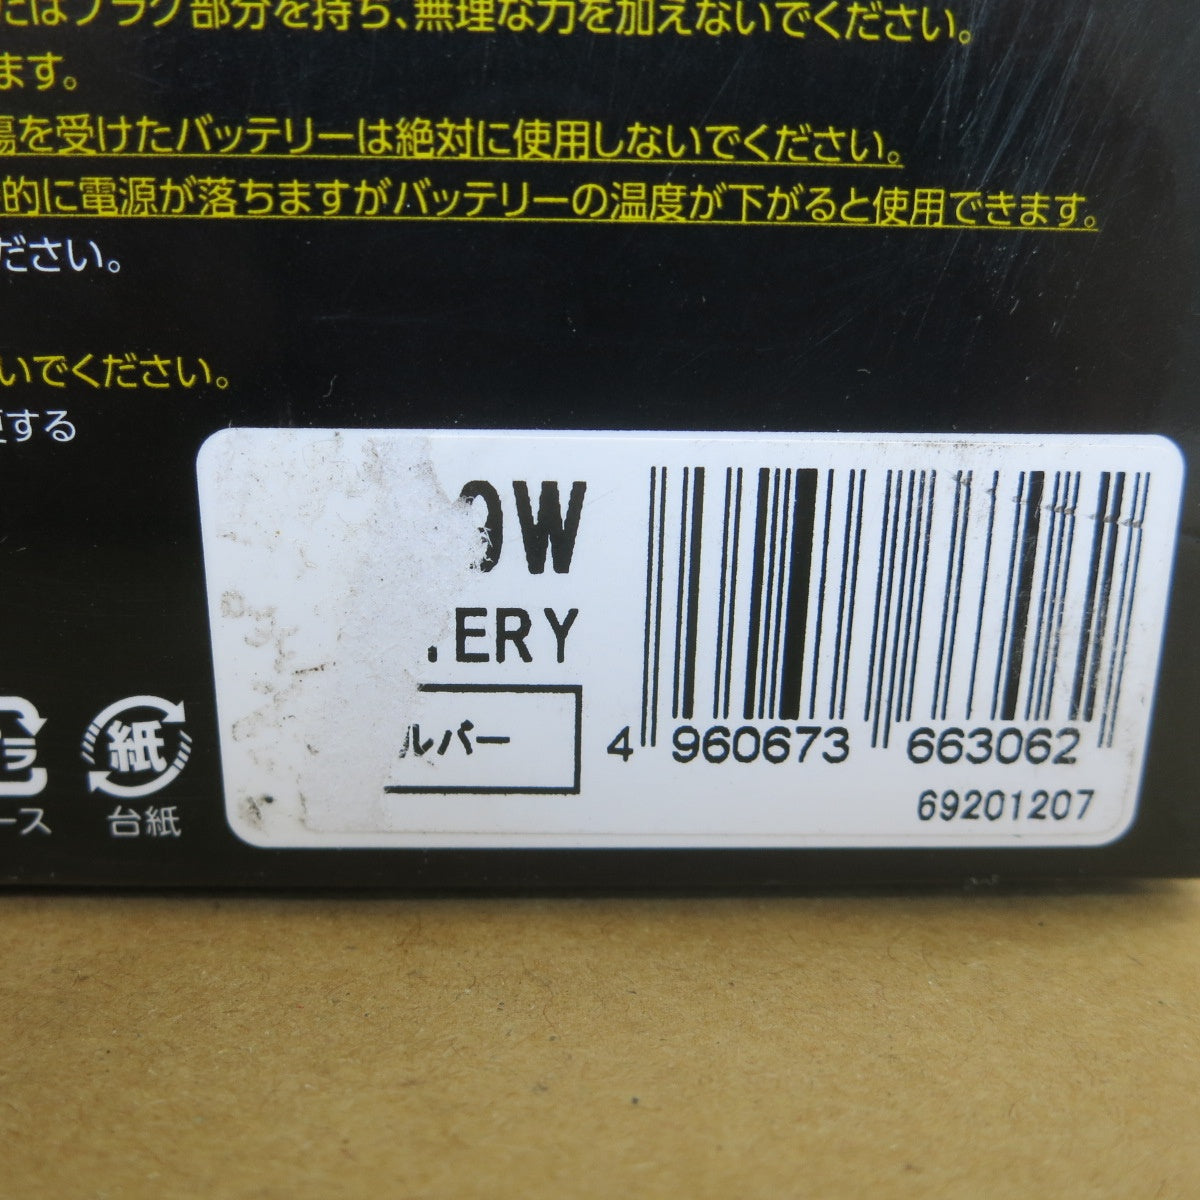 たはプラグ部分を持ち、無理な力を加えないでください。
ます。
傷を受けたバッテリーは絶対に使用しないでください。
的に電源が落ちますがバッテリーの温度が下がると使用できます。
ださい。
いでください。
更する
0W
ERY
ルバー
4 960673 663062
69201207
プラ
紙
ース
台紙